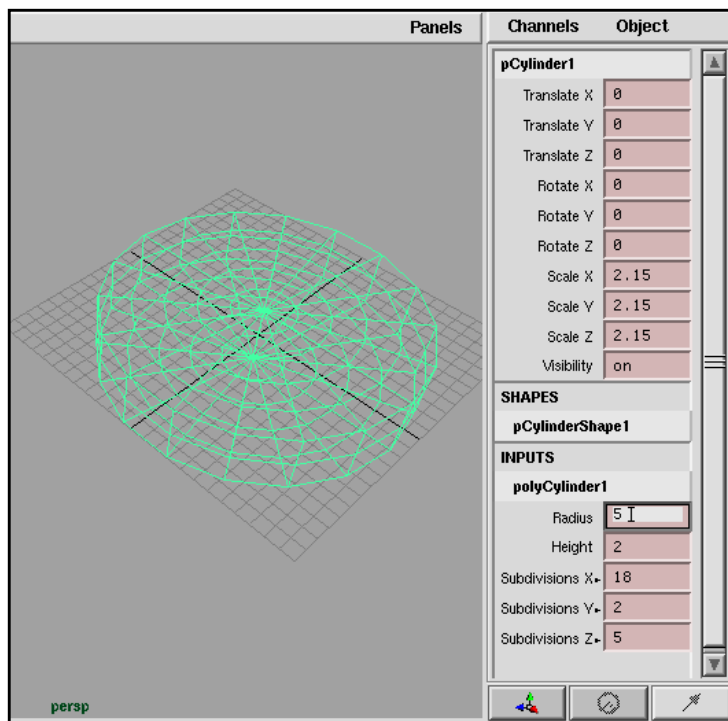 Panels
Channels Object
pCylinder1
Translate X 0
Translate Y 0
Translate Z 0
Rotate X 0
Rotate Y 0
Rotate Z 0
Scale X 2.15
Scale Y 2.15
Scale Z 2.15
Visibility on
SHAPES
pCylinderShape1
INPUTS
polyCylinder1
Radius 5
Height 2
Subdivisions X 18
Subdivisions Y 2
Subdivisions Z 5
persp